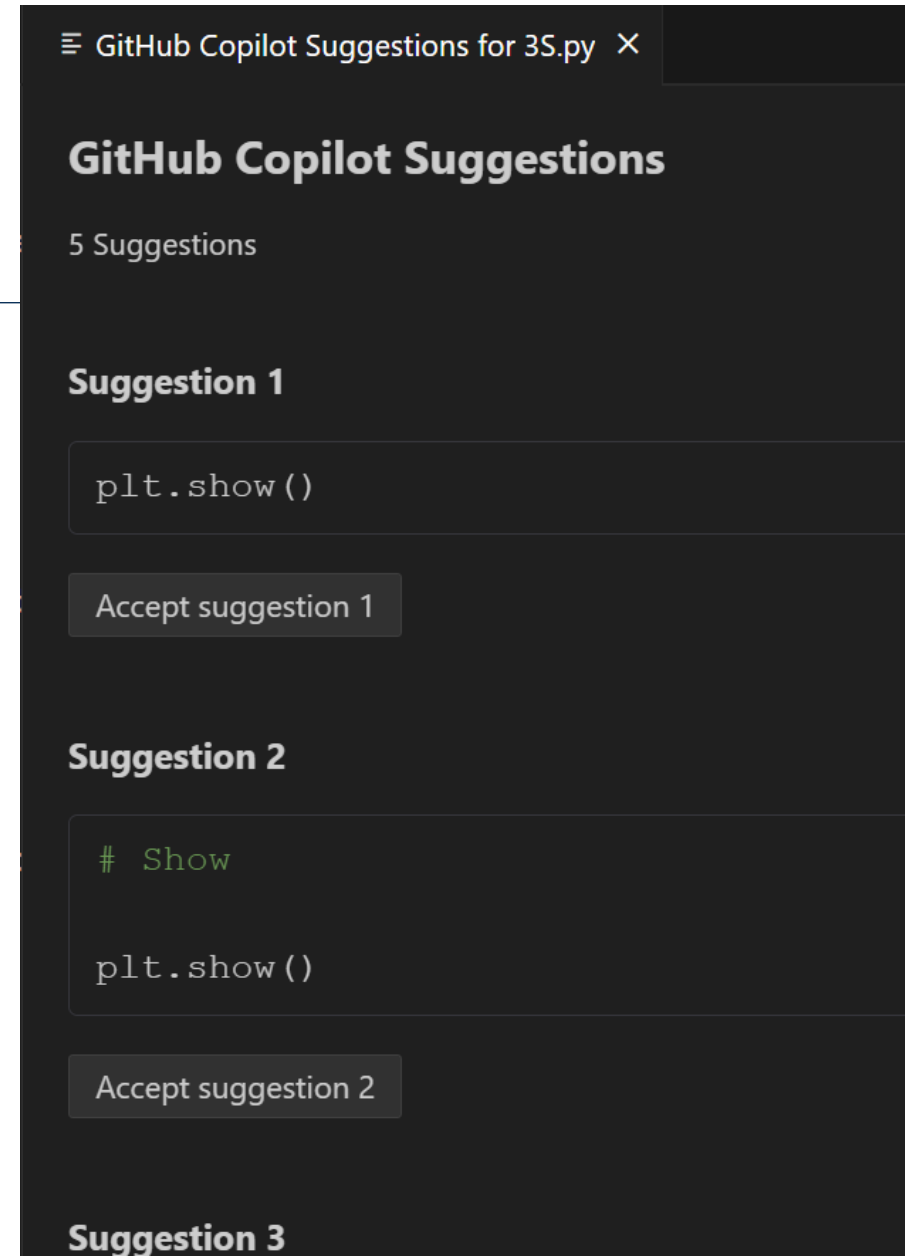 GitHub Copilot Suggestions for 3S.py
GitHub Copilot Suggestions
5 Suggestions
Suggestion 1
plt.show()
Accept suggestion 1
Suggestion 2
# Show
plt.show()
Accept suggestion 2
Suggestion 3